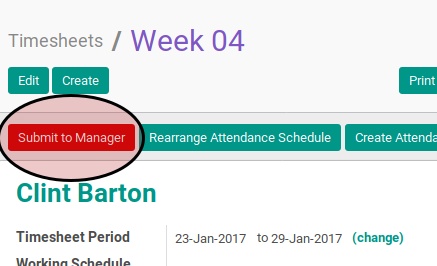 Timesheets / Week 04
Edit Create Print
Submit to Manager Rearrange Attendance Schedule Create
Clint Barton
Timesheet Period 23-Jan-2017 to 29-Jan-2017 (change)
Working Schedule